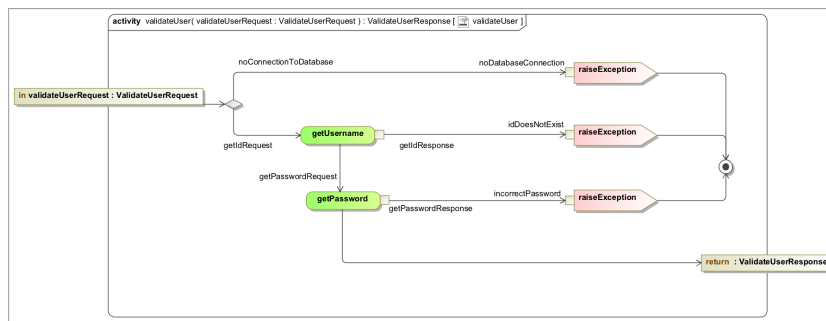 activity validateUser( validateUserRequest : ValidateUserRequest ) : ValidateUserResponse [ validateUser ]
noConnectionToDatabase
noDatabaseConnection
raiseException
in validateUserRequest : ValidateUserRequest
getUsername
idDoesNotExist
raiseException
getIdRequest
getIdResponse
getPasswordRequest
getPassword
incorrectPassword
raiseException
getPasswordResponse
return : ValidateUserResponse